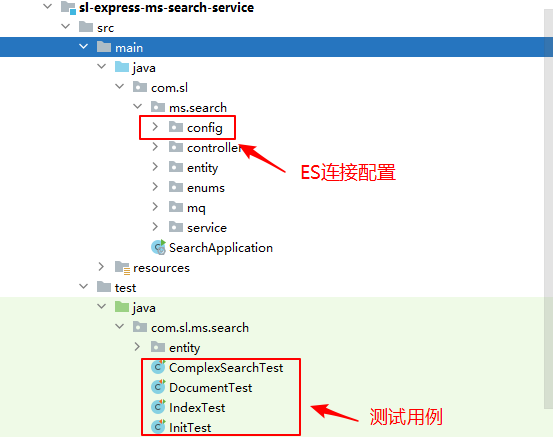 sl-express-ms-search-service
src
main
java
com.sl
ms.search
config
controller
ES连接配置
entity
enums
mq
service
SearchApplication
resources
test
java
com.sl.ms.search
entity
ComplexSearchTest
DocumentTest
测试用例
IndexTest
InitTest